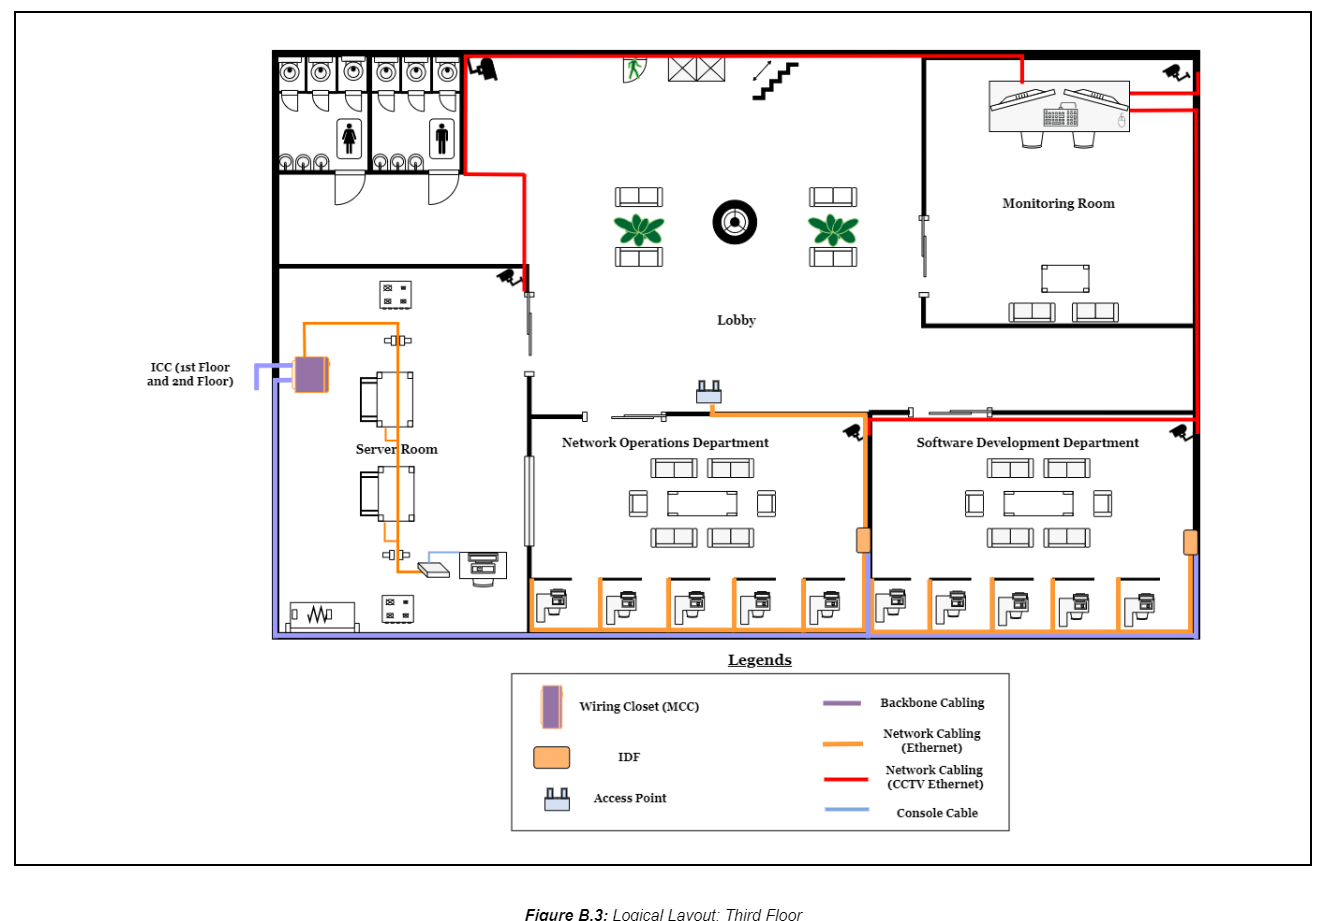 Monitoring Room
Lobby
ICC (1st Floor
and 2nd Floor)
Network Operations Department
Software Development Department
Server Room
Legends
Wiring Closet (MCC)
Backbone Cabling
IDF
Network Cabling
(Ethernet)
Access Point
Network Cabling
(CCTV Ethernet)
Console Cable
Figure B.3: Logical Layout: Third Floor